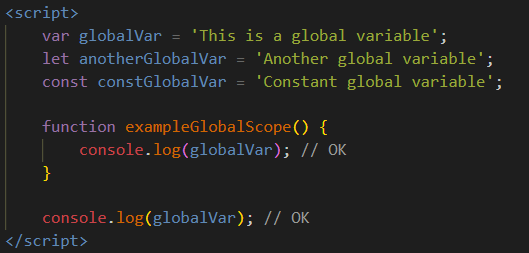 <script>
var globalVar = 'This is a global variable';
let anotherGlobalVar = 'Another global variable';
const constGlobalVar = 'Constant global variable';
function exampleGlobalScope() {
console.log(globalVar); // OK
}
console.log(globalVar); // OK
</script>